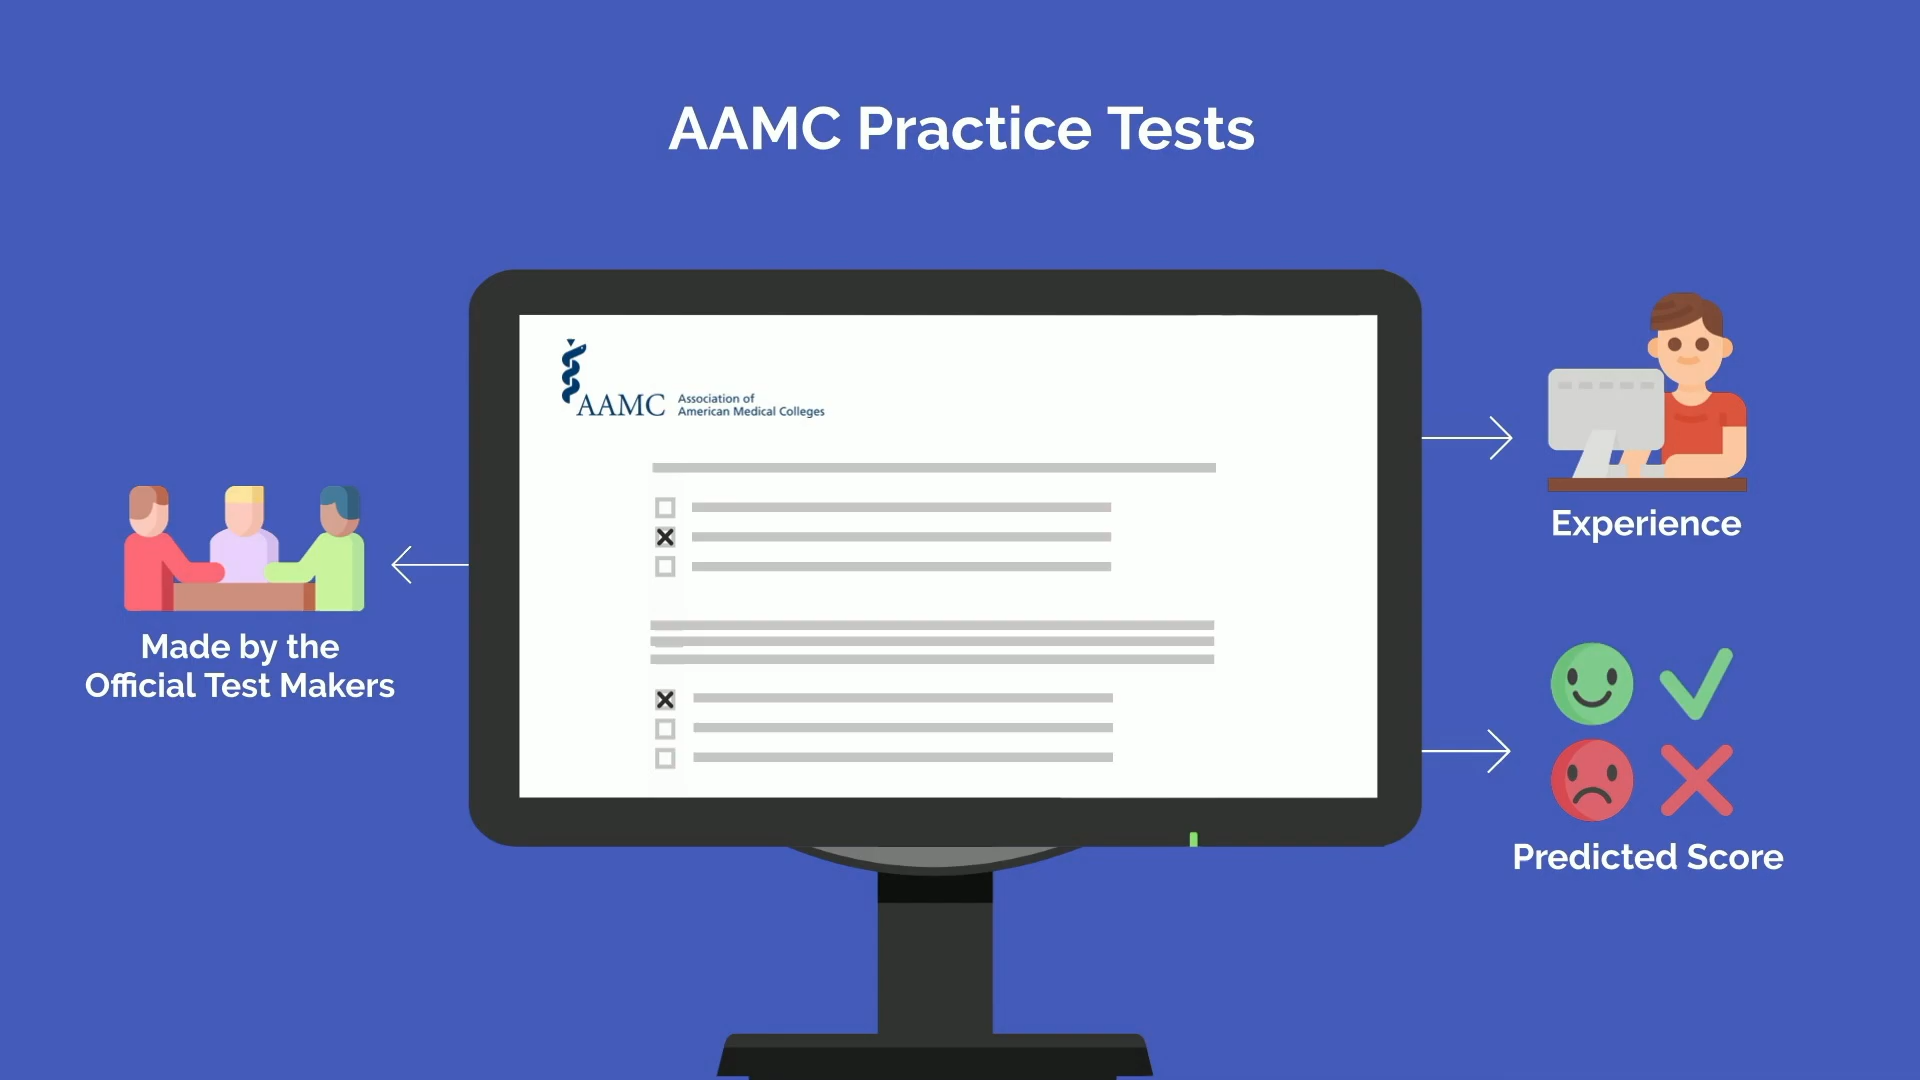 AAMC Practice Tests
AAMC
Association of
American Medical Colleges
Made by the
Official Test Makers
Experience
Predicted Score